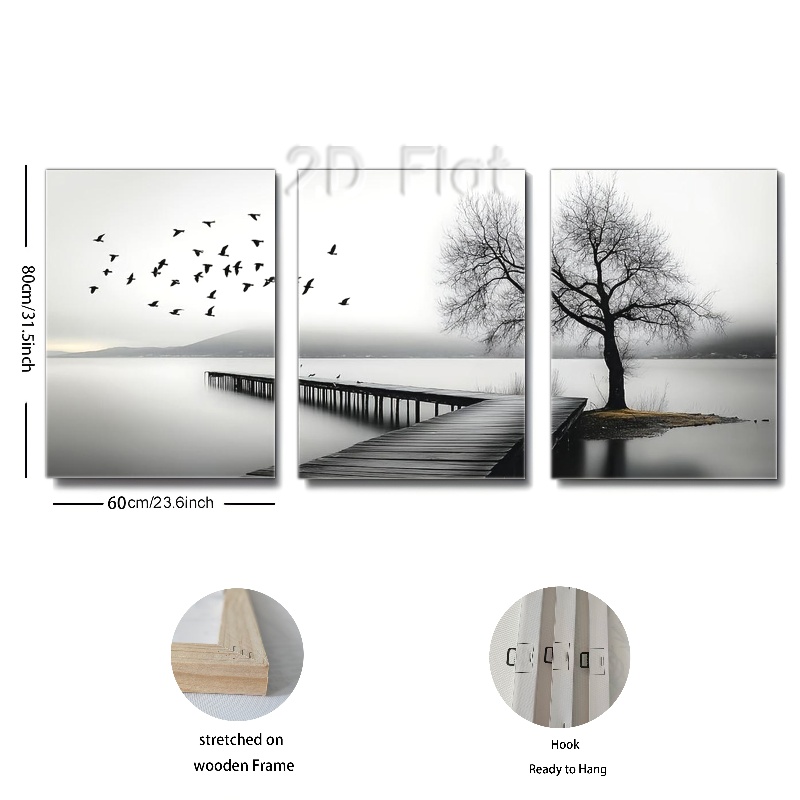 2D Flat
80cm/31.5inch
60cm/23.6inch
stretched on
wooden Frame
Hook
Ready to Hang